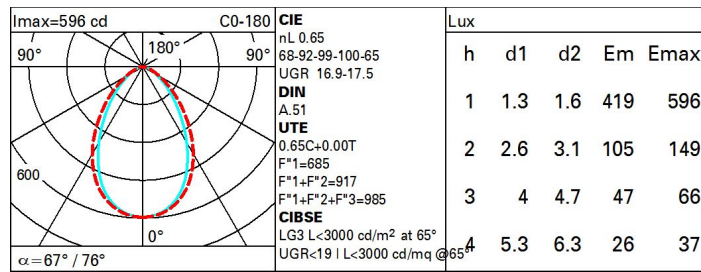 Imax=596 cd C0-180
90° 180° 90°
600
0°
α=67° / 76°
CIE
nL 0.65
68-92-99-100-65
UGR 16.9-17.5
DIN
A.51
UTE
0.65C+0.00T
F"1=685
F"1+F"2=917
F"1+F"2+F"3=985
CIBSE
LG3 L<3000 cd/m² at 65°
UGR<19 | L<3000 cd/mq @65°
Lux
h d1 d2 Em Emax
1 1.3 1.6 419 596
2 2.6 3.1 105 149
3 4 4.7 47 66
4 5.3 6.3 26 37